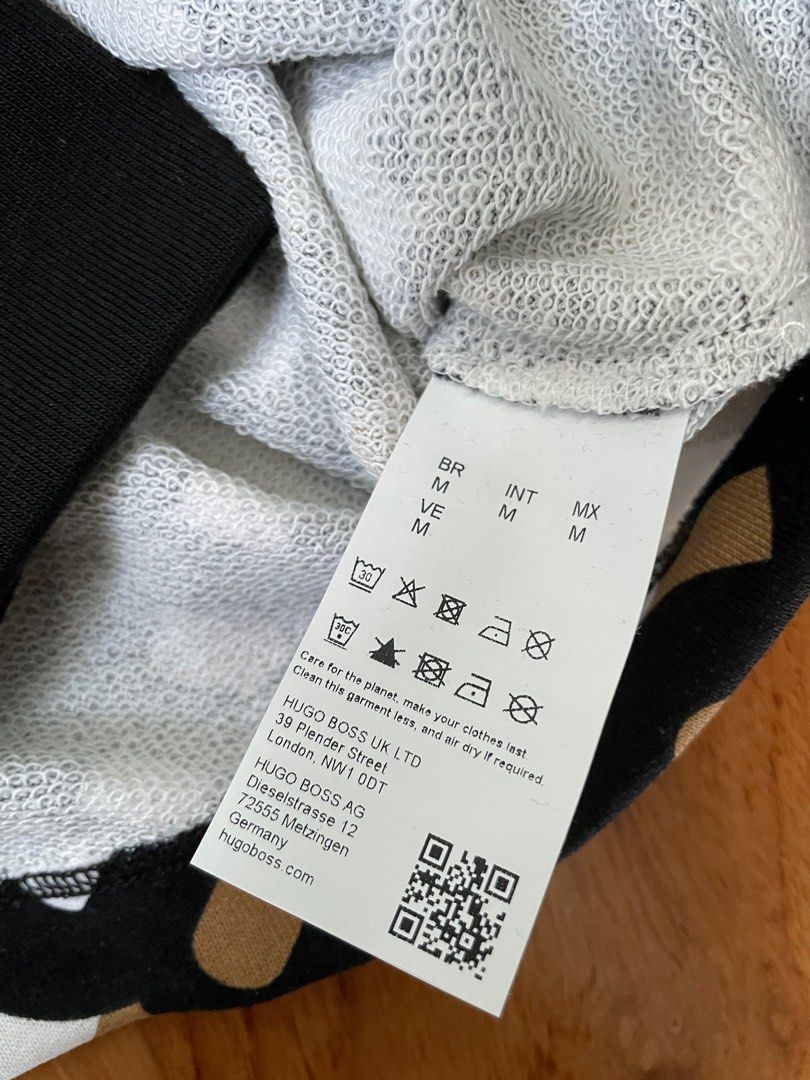 BR
M
INT
M
MX
M
VE
M
30
30C
Care for the planet, make your clothes last
Clean this garment less, and air dry if required.
HUGO BOSS UK LTD
39 Plender Street
London, NW1 0DT
HUGO BOSS AG
Dieselstrasse 12
72555 Metzingen
Germany
hugoboss.com